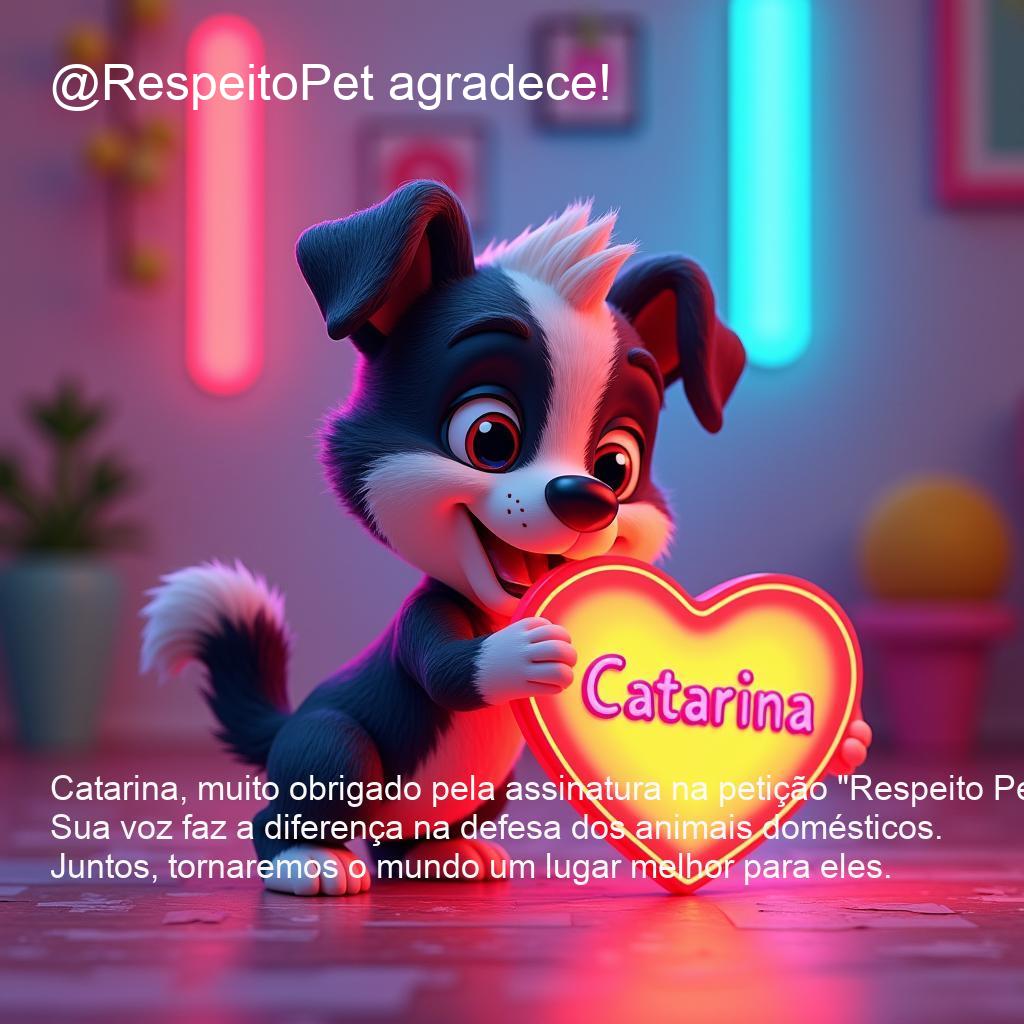 @RespeitoPet agradece!
Catarina
Catarina, muito obrigado pela assinatura na petição "Respeito Pe
Sua voz faz a diferença na defesa dos animais domésticos.
Juntos, tornaremos o mundo um lugar melhor para eles.